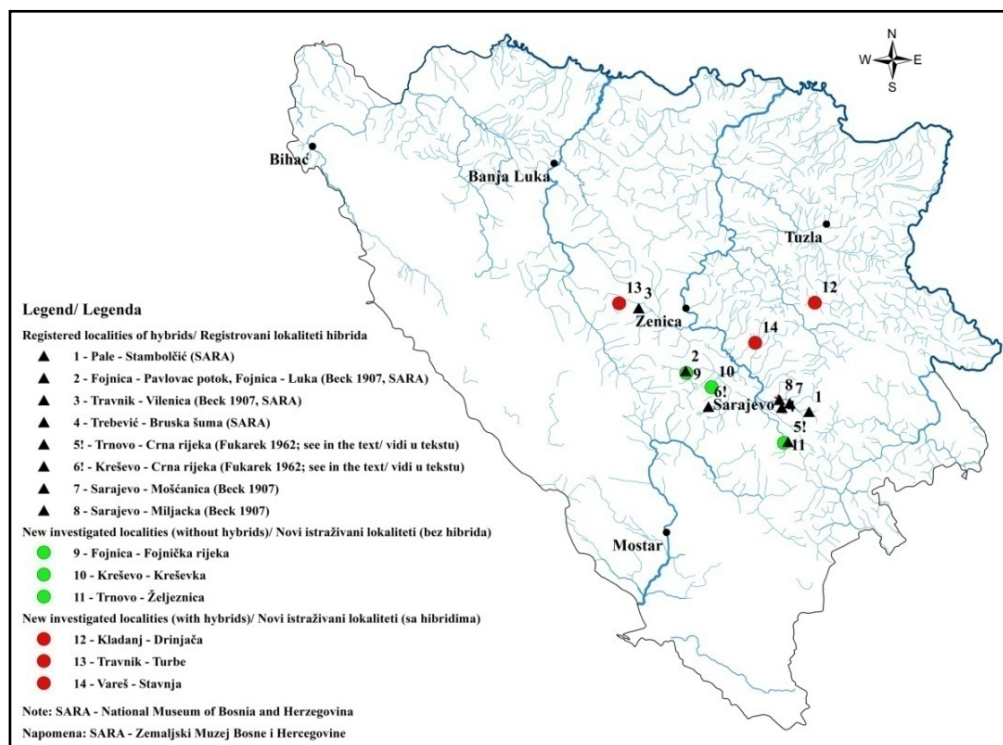 N
W E
S
Bihać
Banja Luka
Tuzla
13
3
12
Zenica
14
2
9
10
6!
8
7
Sarajevo
4
1
5!
11
Mostar
Legend/ Legenda
Registered localities of hybrids/ Registrovani lokaliteti hibrida
1 - Pale - Stambolčić (SARA)
2 - Fojnica - Pavlovac potok, Fojnica - Luka (Beck 1907, SARA)
3 - Travnik - Vilenica (Beck 1907, SARA)
4 - Trebević - Bruska šuma (SARA)
5! - Trnovo - Crna rijeka (Fukarek 1962; see in the text/ vidi u tekstu)
6! - Kreševo - Crna rijeka (Fukarek 1962; see in the text/ vidi u tekstu)
7 - Sarajevo - Mošćanica (Beck 1907)
8 - Sarajevo - Miljacka (Beck 1907)
New investigated localities (without hybrids)/ Novi istraživani lokaliteti (bez hibrida)
9 - Fojnica - Fojnička rijeka
10 - Kreševo - Kreševka
11 - Trnovo - Željeznica
New investigated localities (with hybrids)/ Novi istraživani lokaliteti (sa hibridima)
12 - Kladanj - Drinjača
13 - Travnik - Turbe
14 - Vareš - Stavnja
Note: SARA - National Museum of Bosnia and Herzegovina
Napomena: SARA - Zemaljski Muzej Bosne i Hercegovine